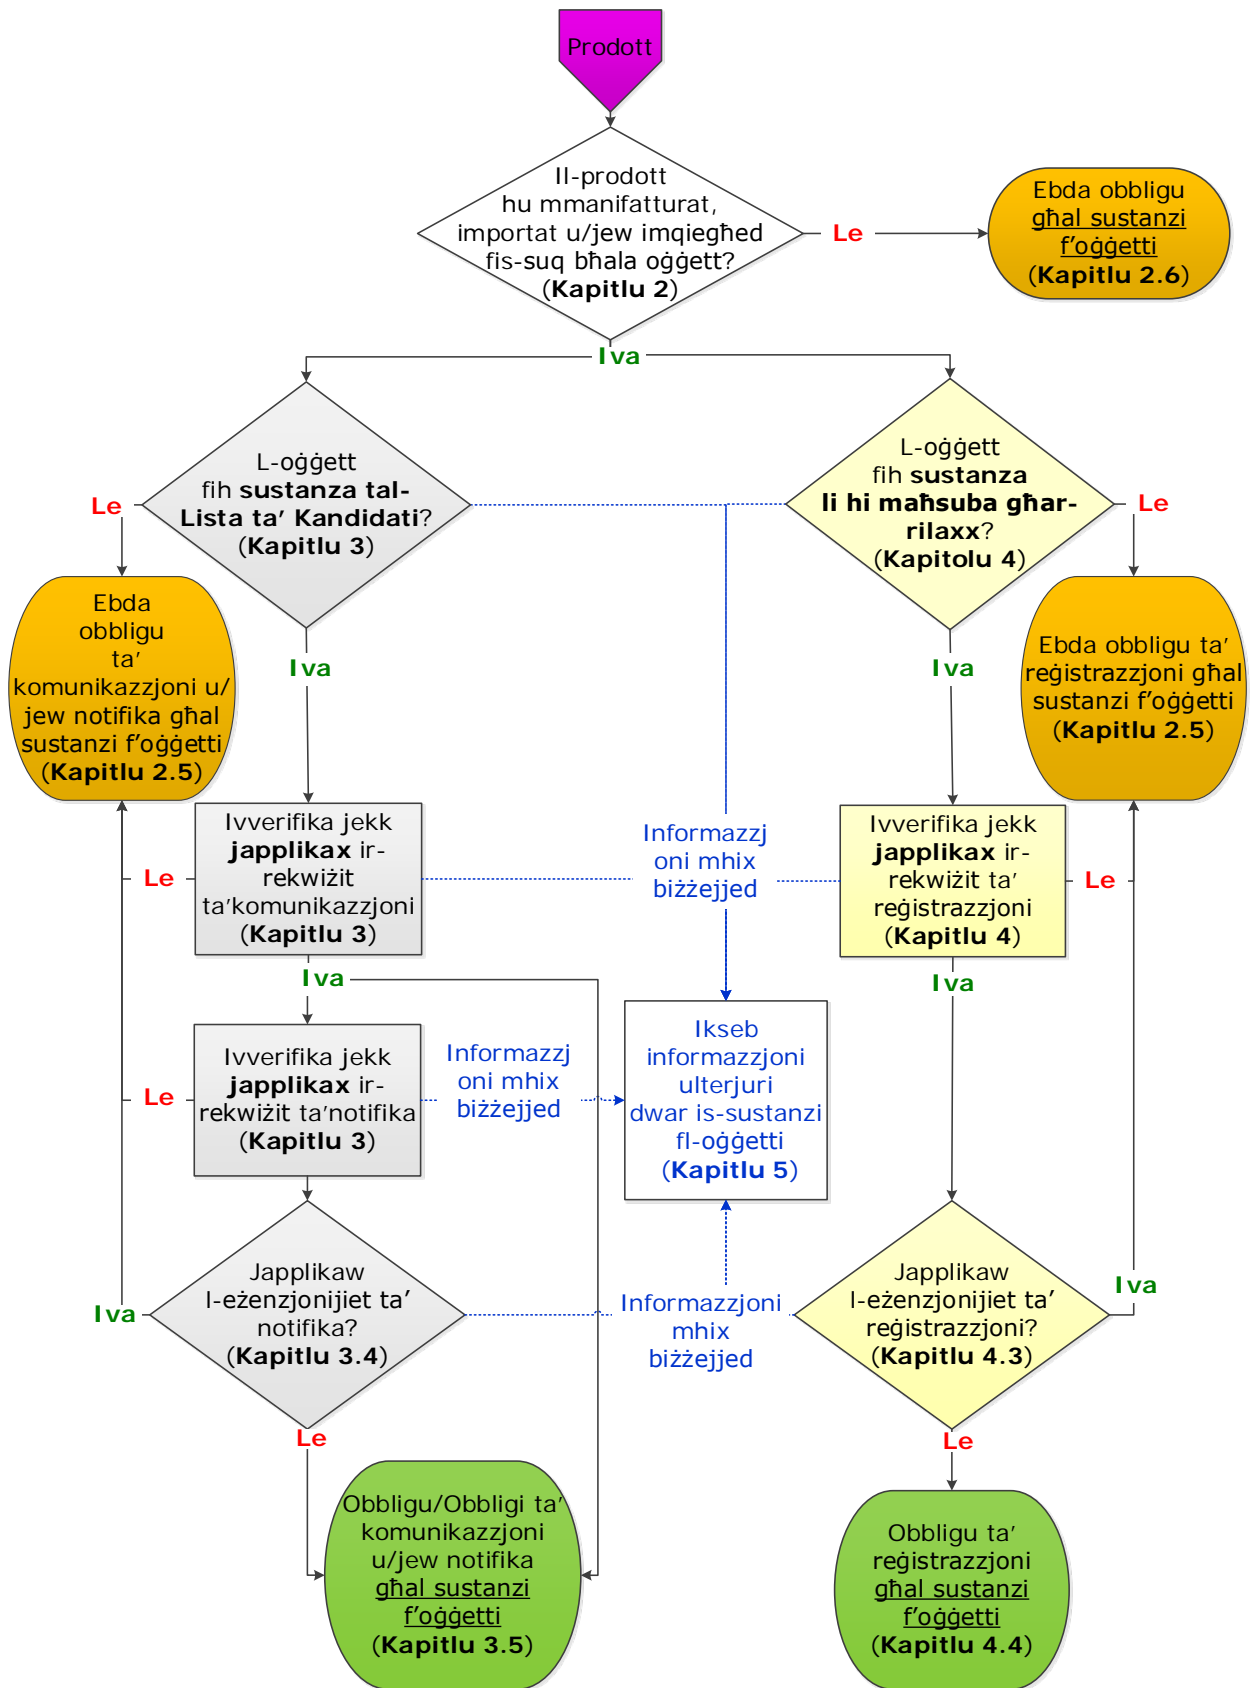 Prodott
Il-prodott
hu mmanifatturat,
importat u/jew imqiegħed
fis-suq bħala oġġett?
(Kapitlu 2)
Le
Ebda obbligu
għal sustanzi
f'oġġetti
(Kapitlu 2.6)
Iva
L-oġġett
fih sustanza tal-
Lista ta' Kandidati?
(Kapitlu 3)
Le
L-oġġett
fih sustanza
li hi maħsuba għar-
rilaxx?
(Kapitolu 4)
Le
Ebda
obbligu
ta'
komunikazzjoni u/
jew notifika għal
sustanzi f'oġġetti
(Kapitlu 2.5)
Iva
Iva
Ebda obbligu ta'
reġistrazzjoni għal
sustanzi f'oġġetti
(Kapitlu 2.5)
Ivverifika jekk
japplikax ir-
rekwiżit
ta'komunikazzjoni
(Kapitlu 3)
Le
Informazzj
oni mhix
biżżejjed
Ivverifika jekk
japplikax ir-
rekwiżit ta'
reġistrazzjoni
(Kapitlu 4)
Le
Iva
Iva
Ivverifika jekk
japplikax ir-
rekwiżit ta'notifika
(Kapitlu 3)
Le
Informazzj
oni mhix
biżżejjed
Ikseb
informazzjoni
ulterjuri
dwar is-sustanzi
fl-oġġetti
(Kapitlu 5)
Japplikaw
l-eżenzjonijiet ta'
notifika?
(Kapitlu 3.4)
Iva
Informazzjoni
mhix
biżżejjed
Japplikaw
l-eżenzjonijiet ta'
reġistrazzjoni?
(Kapitlu 4.3)
Iva
Le
Le
Obbligu/Obbligi ta'
komunikazzjoni
u/jew notifika
għal sustanzi
f'oġġetti
(Kapitlu 3.5)
Obbligu ta'
reġistrazzjoni
għal sustanzi
f'oġġetti
(Kapitlu 4.4)